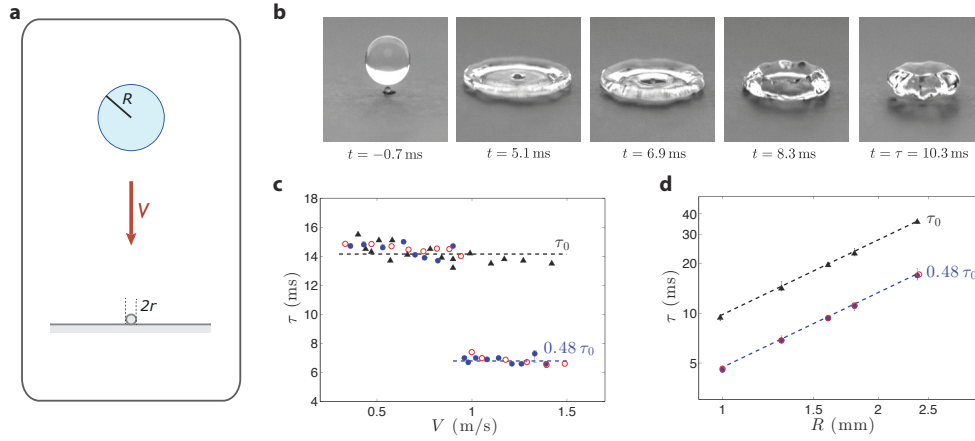 a
R
V
2r
b
t = −0.7 ms
5.1 ms
6.9 ms
8.3 ms
t = τ = 10.3 ms
c
18
16
14
12
10
8
6
4
τ (ms)
τ₀
0.48 τ₀
0.5
1
1.5
V (m/s)
d
40
30
20
10
5
τ (ms)
τ₀
0.48 τ₀
1
1.5
2
2.5
R (mm)